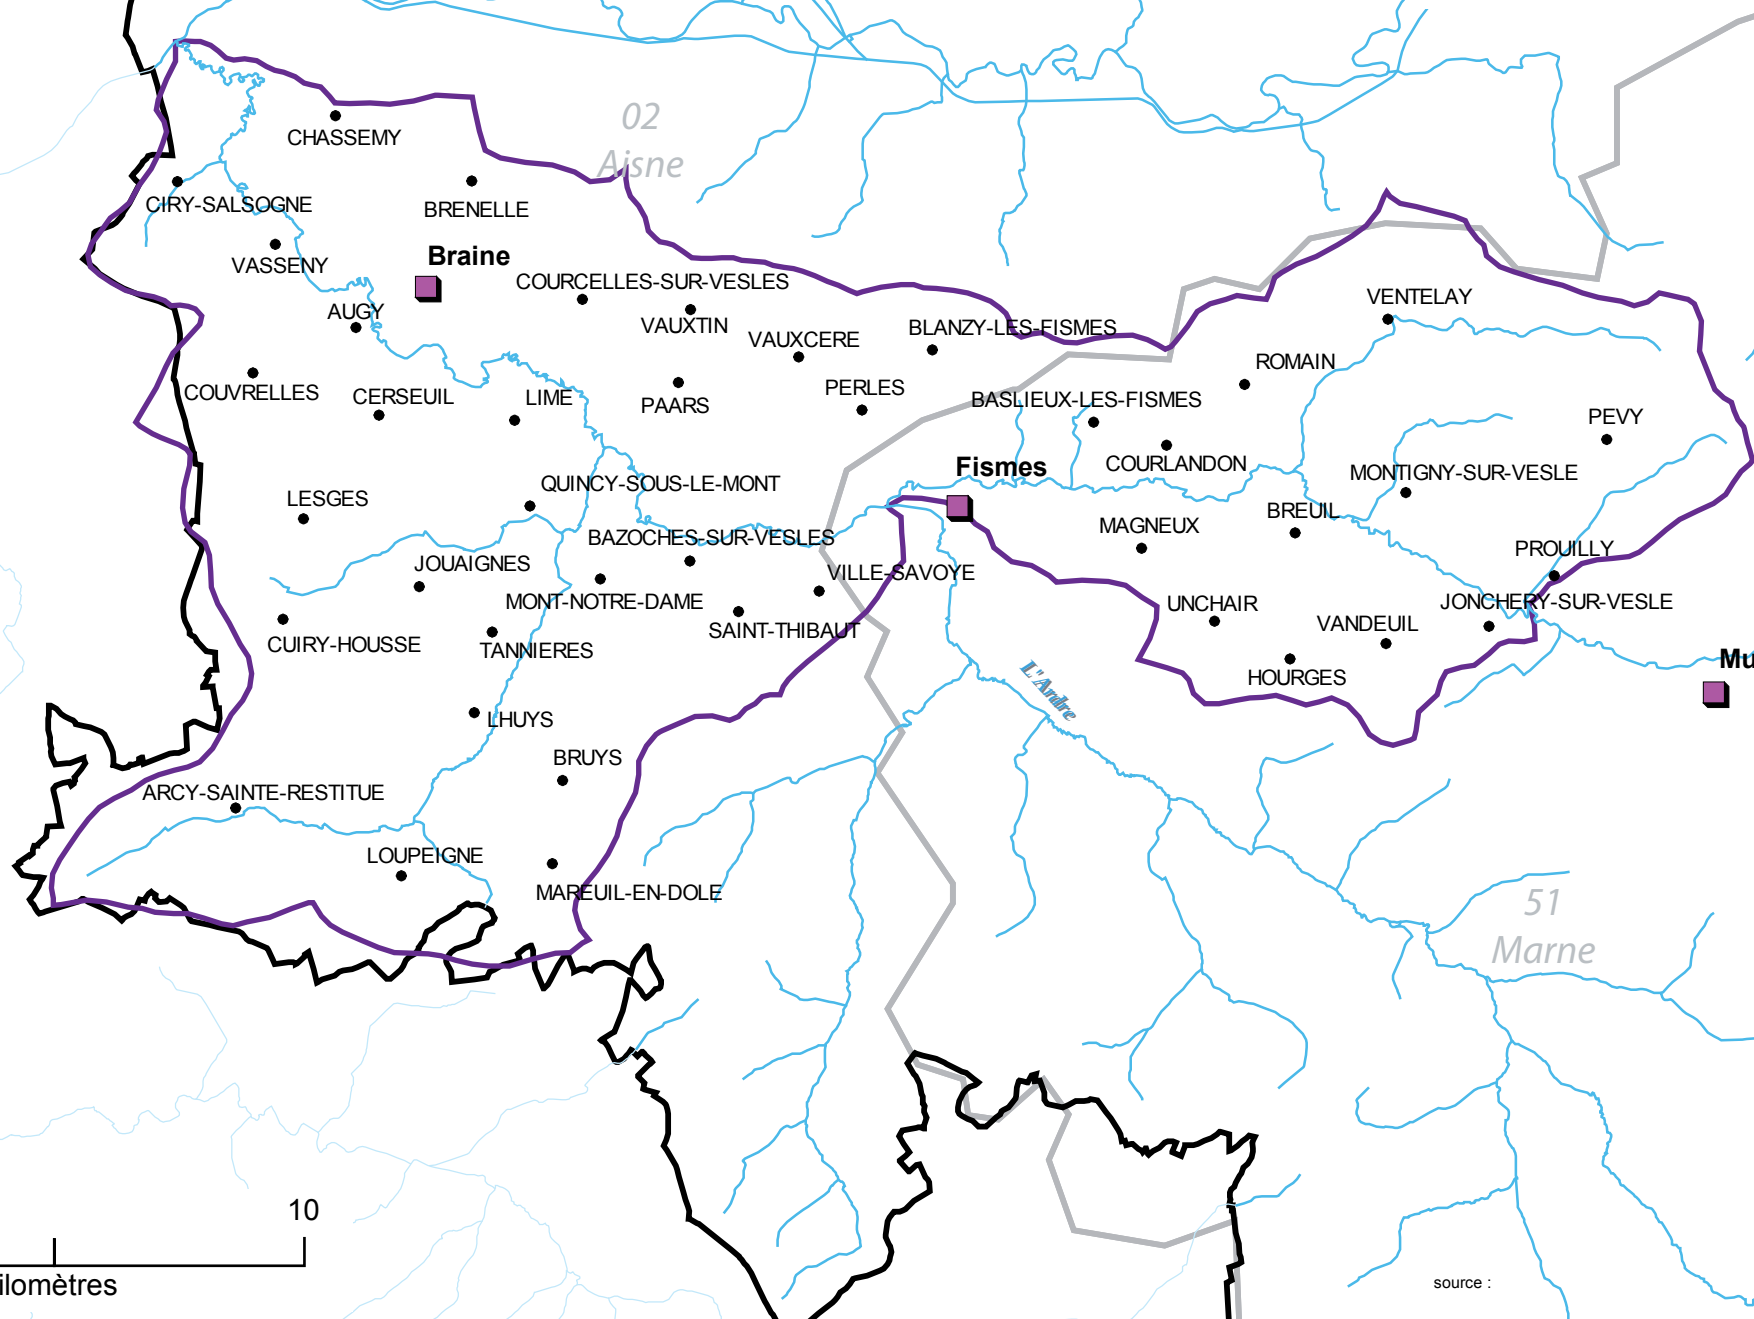 02
Aisne
CHASSEMY
CIRY-SALSOGNE
BRENELLE
VASSENY
Braine
COURCELLES-SUR-VESLES
AUGY
VAUXTIN
VAUXCERE
BLANZY-LES-FISMES
VENTELAY
ROMAIN
COUVRELLES
CERSEUIL
LIME
PAARS
PERLES
BASLIEUX-LES-FISMES
PEVY
COURLANDON
Fismes
MONTIGNY-SUR-VESLE
QUINCY-SOUS-LE-MONT
LESGES
BREUIL
MAGNEUX
BAZOCHES-SUR-VESLES
PROUILLY
JOUAIGNES
VILLE-SAVOYE
MONT-NOTRE-DAME
UNCHAIR
JONCHERY-SUR-VESLE
VANDEUIL
SAINT-THIBAUT
CUIRY-HOUSSE
TANNIERES
HOURGES
Mu
L'Ardre
LHUYS
BRUYS
ARCY-SAINTE-RESTITUE
LOUPEIGNE
MAREUIL-EN-DOLE
51
Marne
10
ilomètres
source :